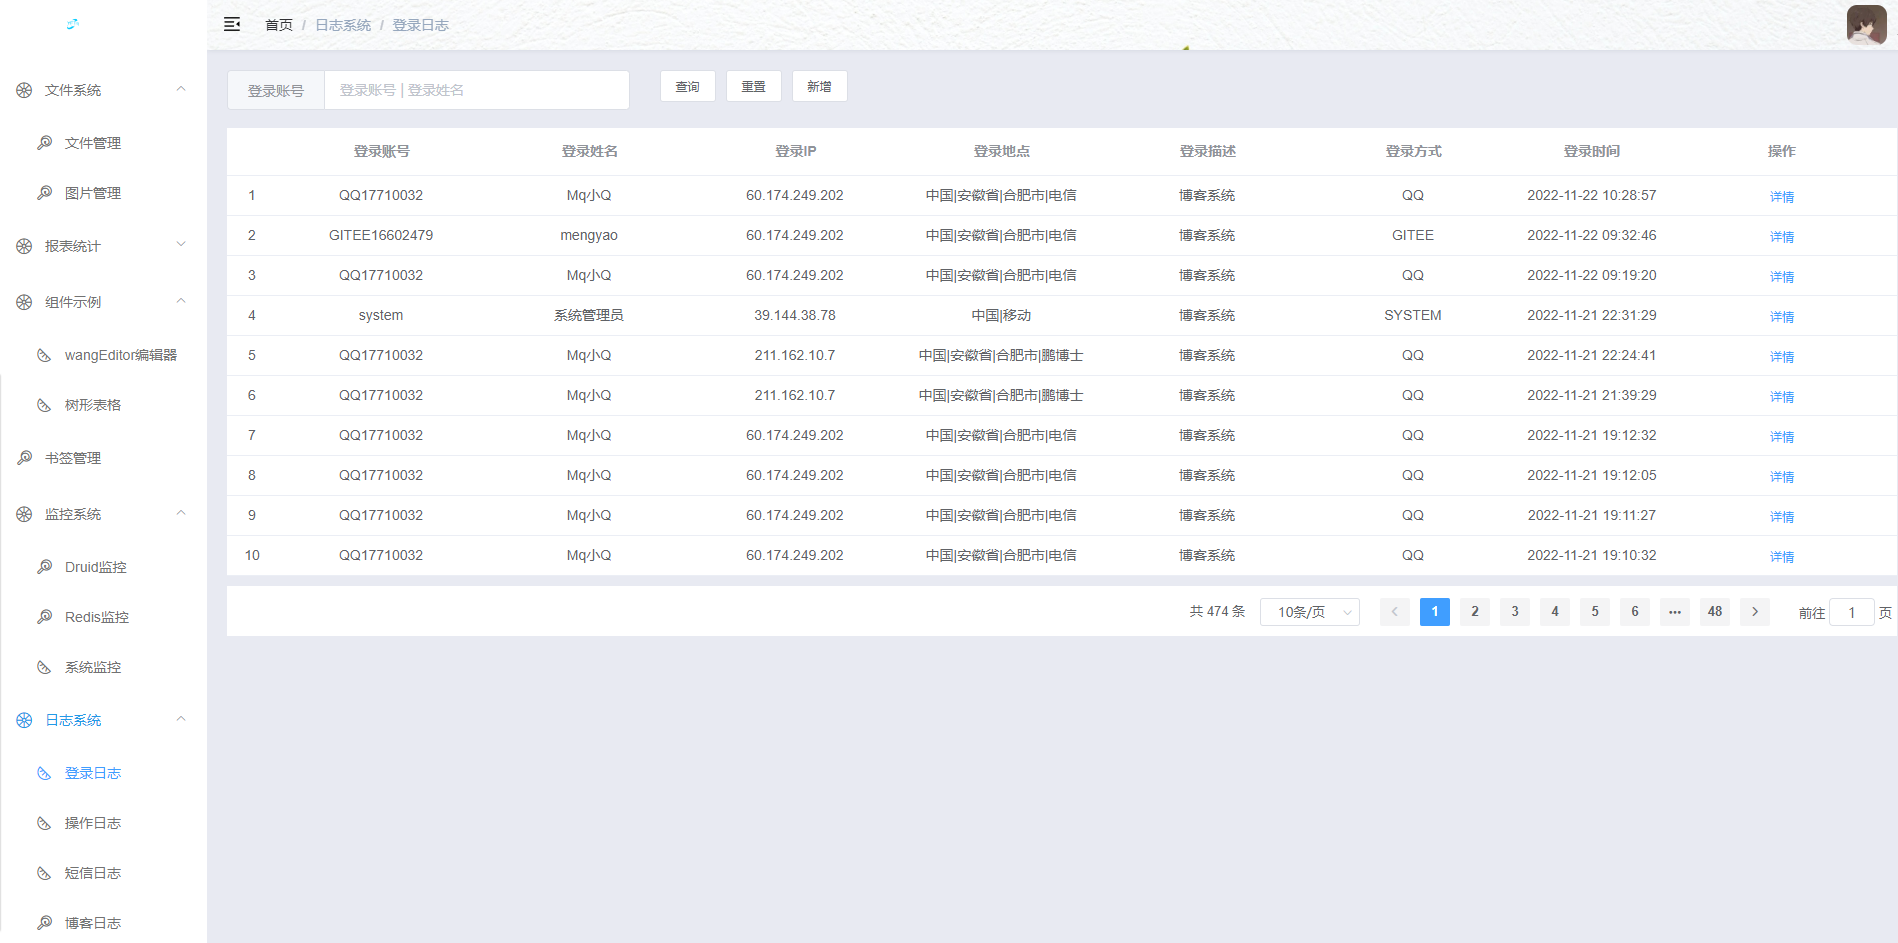 首页 / 日志系统 / 登录日志
文件系统
文件管理
图片管理
报表统计
组件示例
wangEditor编辑器
树形表格
书签管理
监控系统
Druid监控
Redis监控
系统监控
日志系统
登录日志
操作日志
短信日志
博客日志
登录账号 登录账号 | 登录姓名 查询 重置 新增
登录账号 登录姓名 登录IP 登录地点 登录描述 登录方式 登录时间 操作
1 QQ17710032 Mq小Q 60.174.249.202 中国|安徽省|合肥市|电信 博客系统 QQ 2022-11-22 10:28:57 详情
2 GITEE16602479 mengyao 60.174.249.202 中国|安徽省|合肥市|电信 博客系统 GITEE 2022-11-22 09:32:46 详情
3 QQ17710032 Mq小Q 60.174.249.202 中国|安徽省|合肥市|电信 博客系统 QQ 2022-11-22 09:19:20 详情
4 system 系统管理员 39.144.38.78 中国|移动 博客系统 SYSTEM 2022-11-21 22:31:29 详情
5 QQ17710032 Mq小Q 211.162.10.7 中国|安徽省|合肥市|鹏博士 博客系统 QQ 2022-11-21 22:24:41 详情
6 QQ17710032 Mq小Q 211.162.10.7 中国|安徽省|合肥市|鹏博士 博客系统 QQ 2022-11-21 21:39:29 详情
7 QQ17710032 Mq小Q 60.174.249.202 中国|安徽省|合肥市|电信 博客系统 QQ 2022-11-21 19:12:32 详情
8 QQ17710032 Mq小Q 60.174.249.202 中国|安徽省|合肥市|电信 博客系统 QQ 2022-11-21 19:12:05 详情
9 QQ17710032 Mq小Q 60.174.249.202 中国|安徽省|合肥市|电信 博客系统 QQ 2022-11-21 19:11:27 详情
10 QQ17710032 Mq小Q 60.174.249.202 中国|安徽省|合肥市|电信 博客系统 QQ 2022-11-21 19:10:32 详情
共 474 条 10条/页 1 2 3 4 5 6 ··· 48 前往 1 页